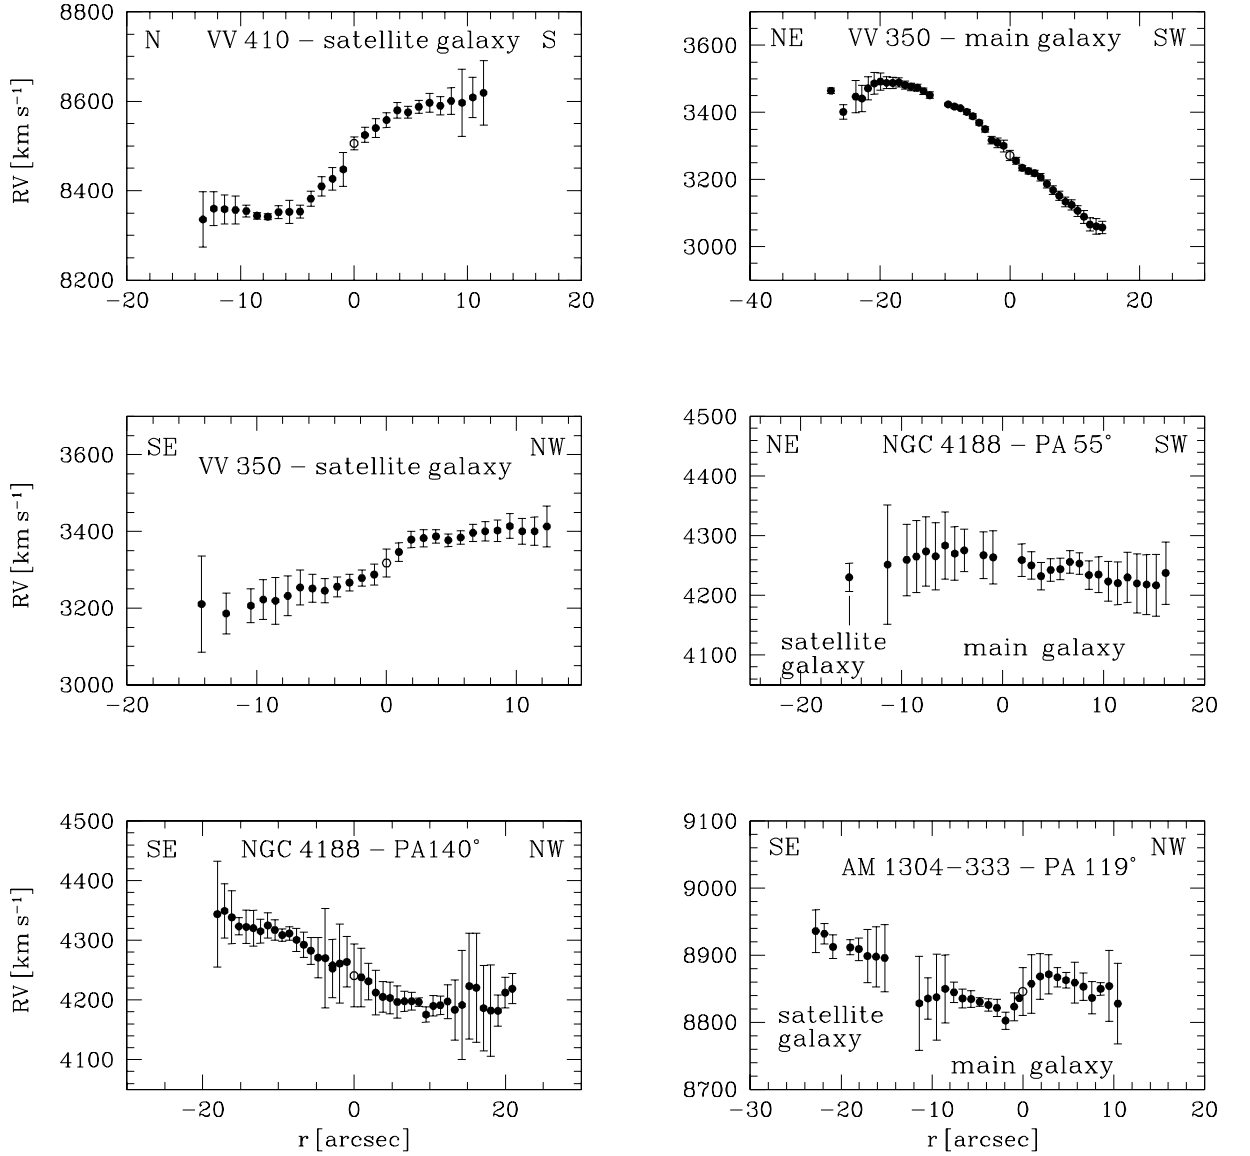 8800
N VV 410 – satellite galaxy S
8600
RV [km s⁻¹]
8400
8200
−20 −10 0 10 20
3600
NE VV 350 – main galaxy SW
3400
3200
3000
−40 −20 0 20
SE NW
VV 350 – satellite galaxy
3600
RV [km s⁻¹]
3400
3200
3000
−20 −10 0 10
4500
NE NGC 4188 – PA 55° SW
4400
4300
4200
satellite
galaxy
main galaxy
4100
−20 −10 0 10 20
4500
SE NGC 4188 – PA140° NW
4400
RV [km s⁻¹]
4300
4200
4100
−20 0 20
r [arcsec]
9100
SE NW
AM 1304−333 – PA 119°
9000
8900
8800
satellite
galaxy
main galaxy
8700
−30 −20 −10 0 10 20
r [arcsec]